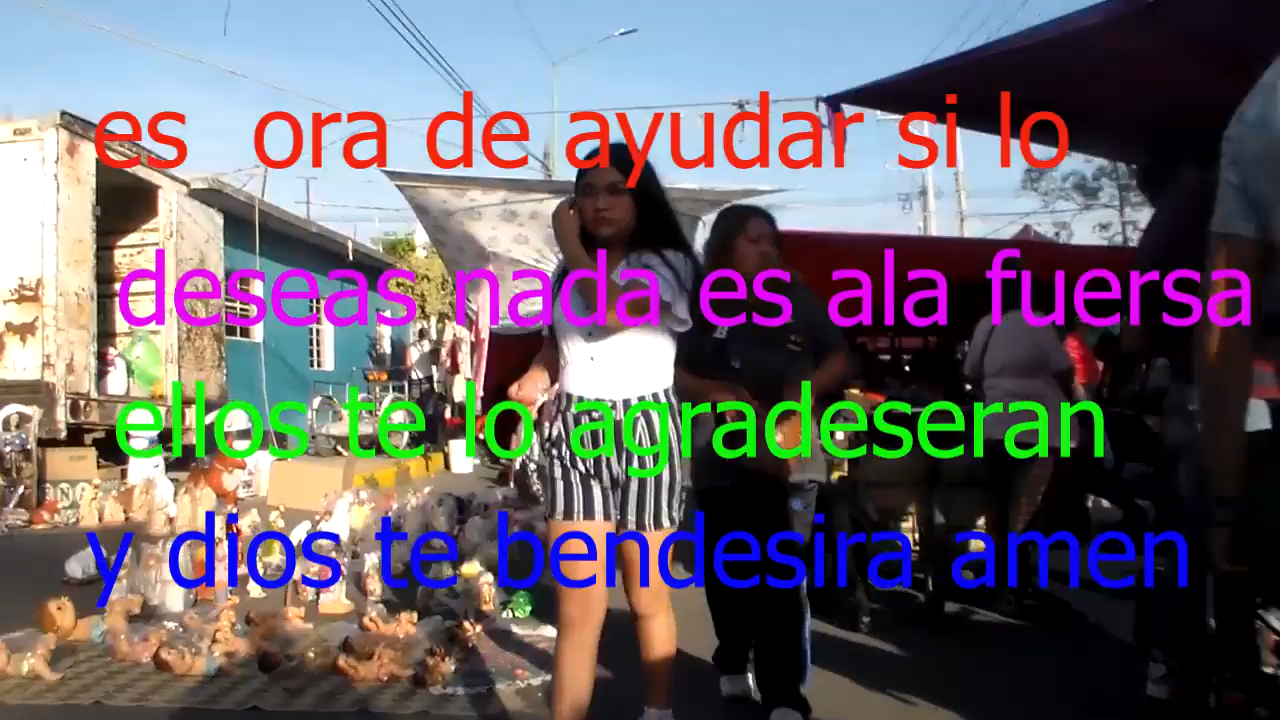 es ora de ayudar si lo
deseas nada es ala fuersa
ellos te lo agradeseran
y dios te bendesira amen